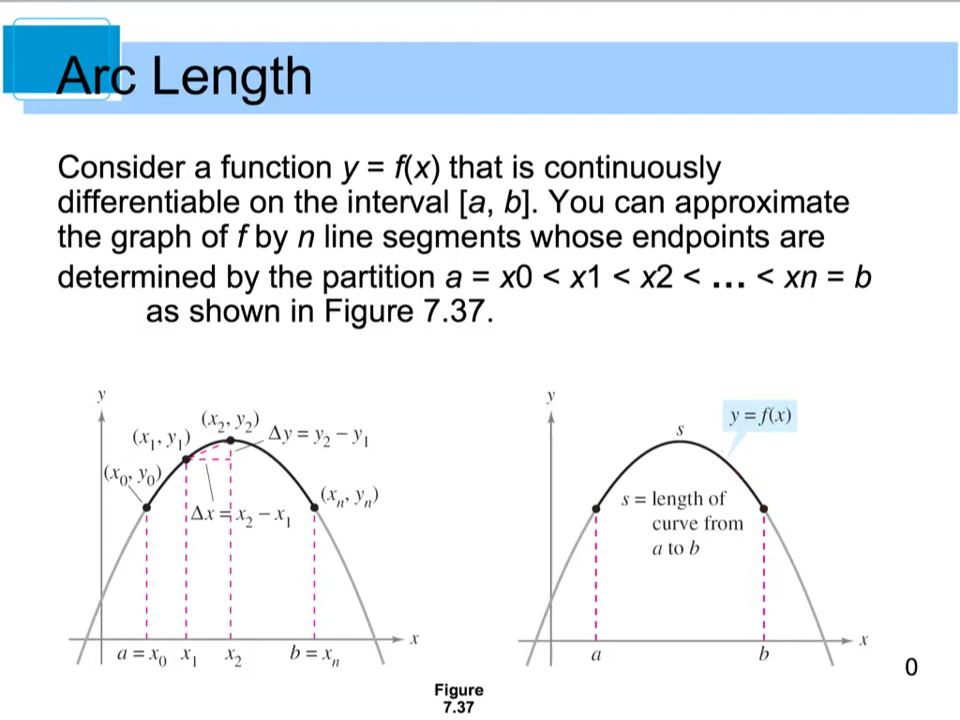 Arc Length
Consider a function y = f(x) that is continuously
differentiable on the interval [a, b]. You can approximate
the graph of f by n line segments whose endpoints are
determined by the partition a = x0 < x1 < x2 < ... < xn = b
as shown in Figure 7.37.
y
(x₂, y₂)
(x₁, y₁)
Δy = y₂ − y₁
(x₀, y₀)
(xₙ, yₙ)
Δx = x₂ − x₁
x
a = x₀ x₁ x₂ b = xₙ
y
y = f(x)
s
s = length of
curve from
a to b
x
a b
0
Figure
7.37